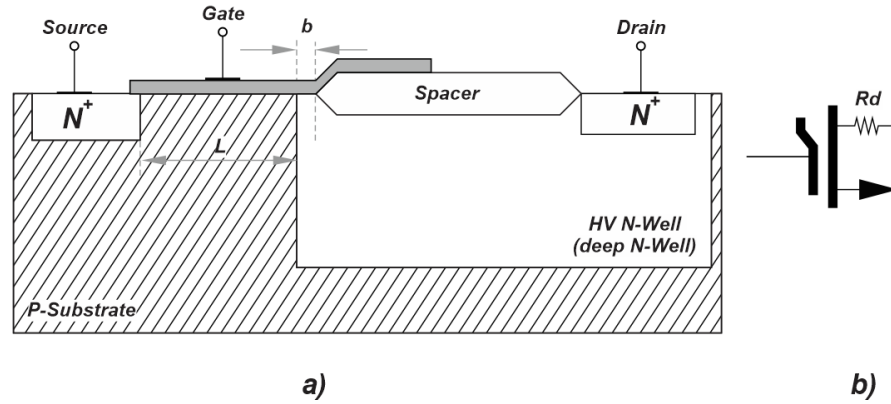 Source
Gate
b
Drain
N+
Spacer
N+
Rd
L
HV N-Well
(deep N-Well)
P-Substrate
a)
b)